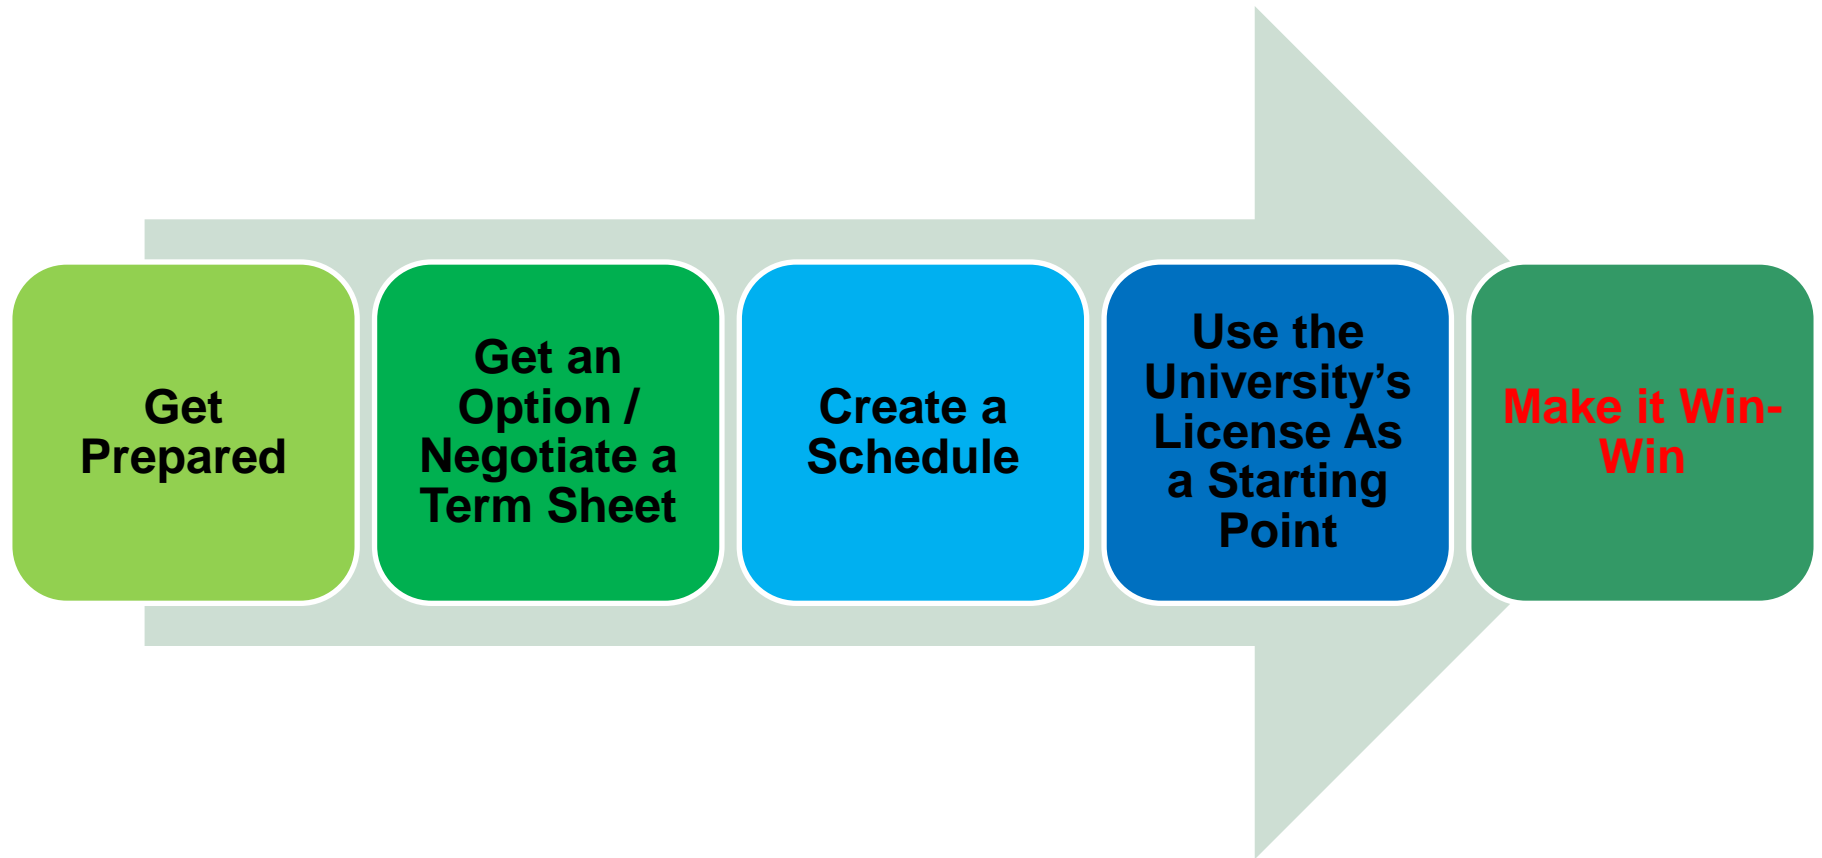 Get
Prepared
Get an
Option /
Negotiate a
Term Sheet
Create a
Schedule
Use the
University’s
License As
a Starting
Point
Make it Win-
Win